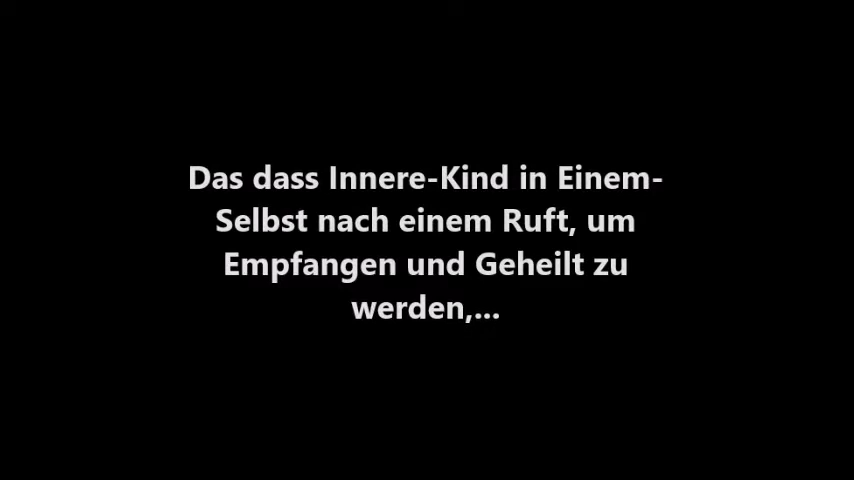 Das dass Innere-Kind in Einem-
Selbst nach einem Ruft, um
Empfangen und Geheilt zu
werden,...